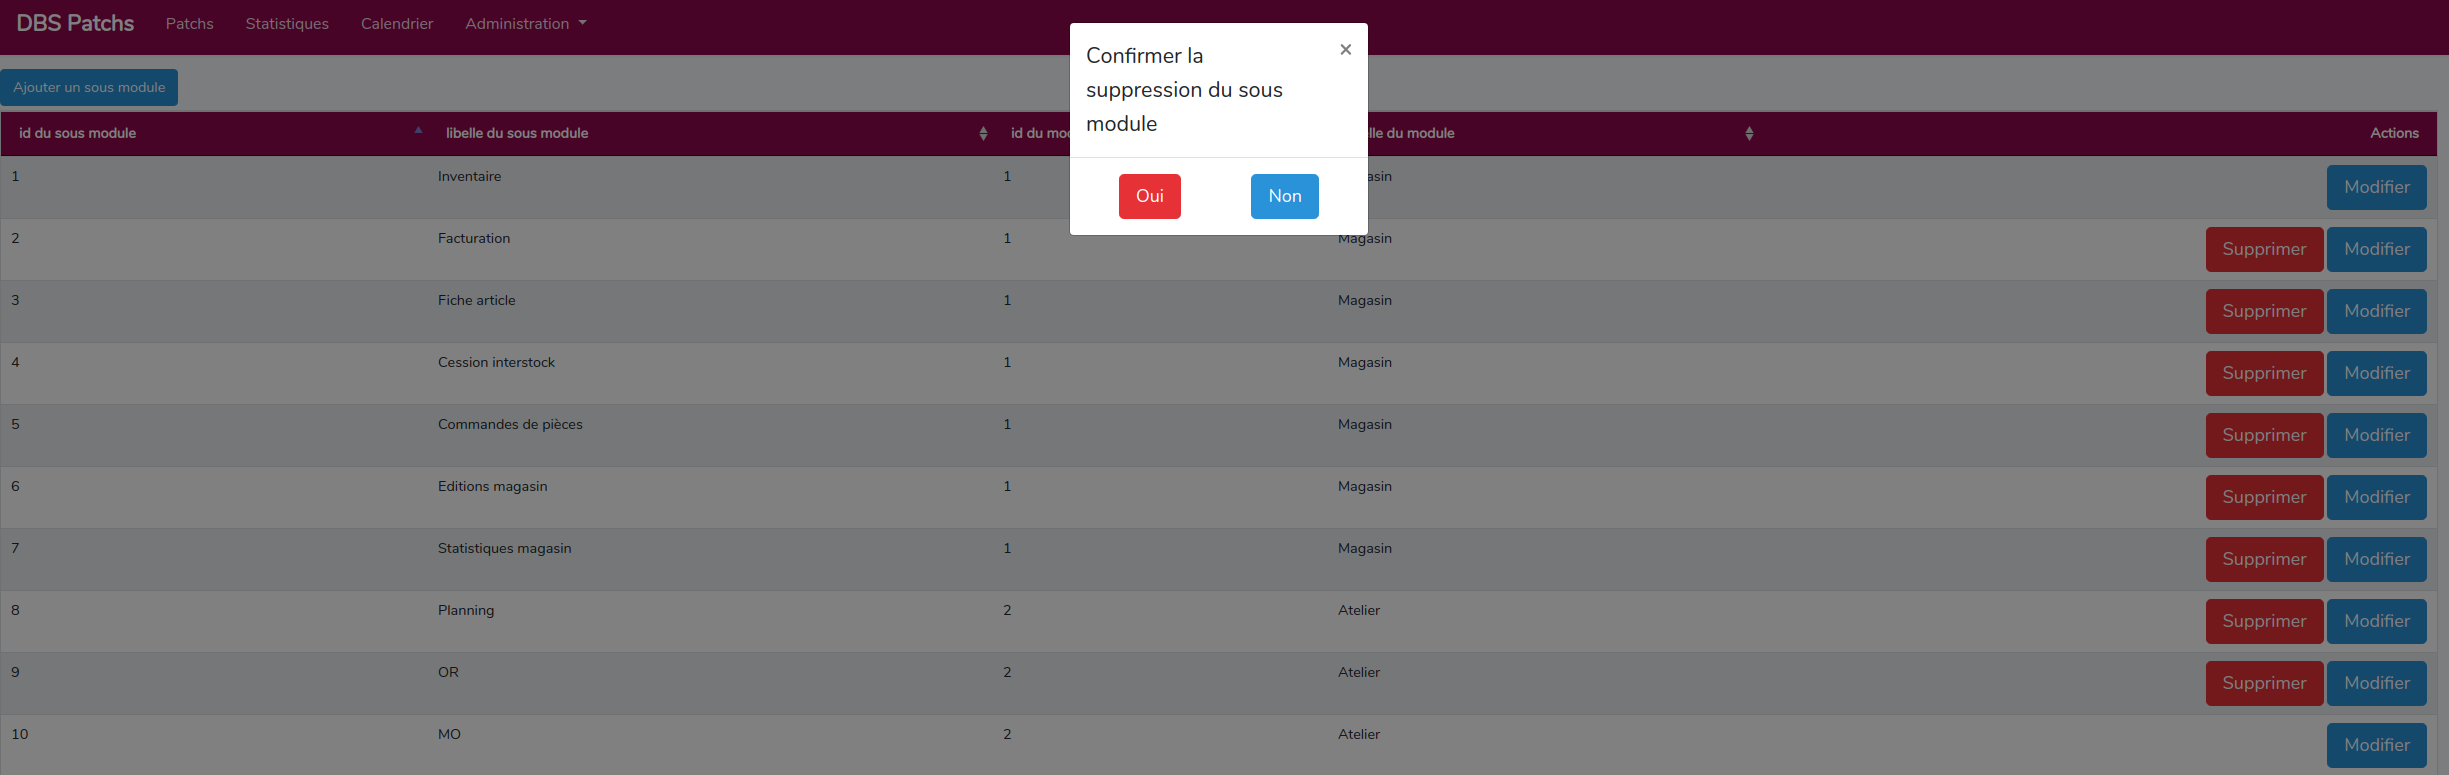 DBS Patchs Patchs Statistiques Calendrier Administration
Confirmer la
suppression du sous
module
×
Oui Non
Ajouter un sous module
id du sous module libelle du sous module id du mo lle du module Actions
1 Inventaire 1 asin Modifier
2 Facturation 1 Magasin Supprimer Modifier
3 Fiche article 1 Magasin Supprimer Modifier
4 Cession interstock 1 Magasin Supprimer Modifier
5 Commandes de pièces 1 Magasin Supprimer Modifier
6 Editions magasin 1 Magasin Supprimer Modifier
7 Statistiques magasin 1 Magasin Supprimer Modifier
8 Planning 2 Atelier Supprimer Modifier
9 OR 2 Atelier Supprimer Modifier
10 MO 2 Atelier Modifier